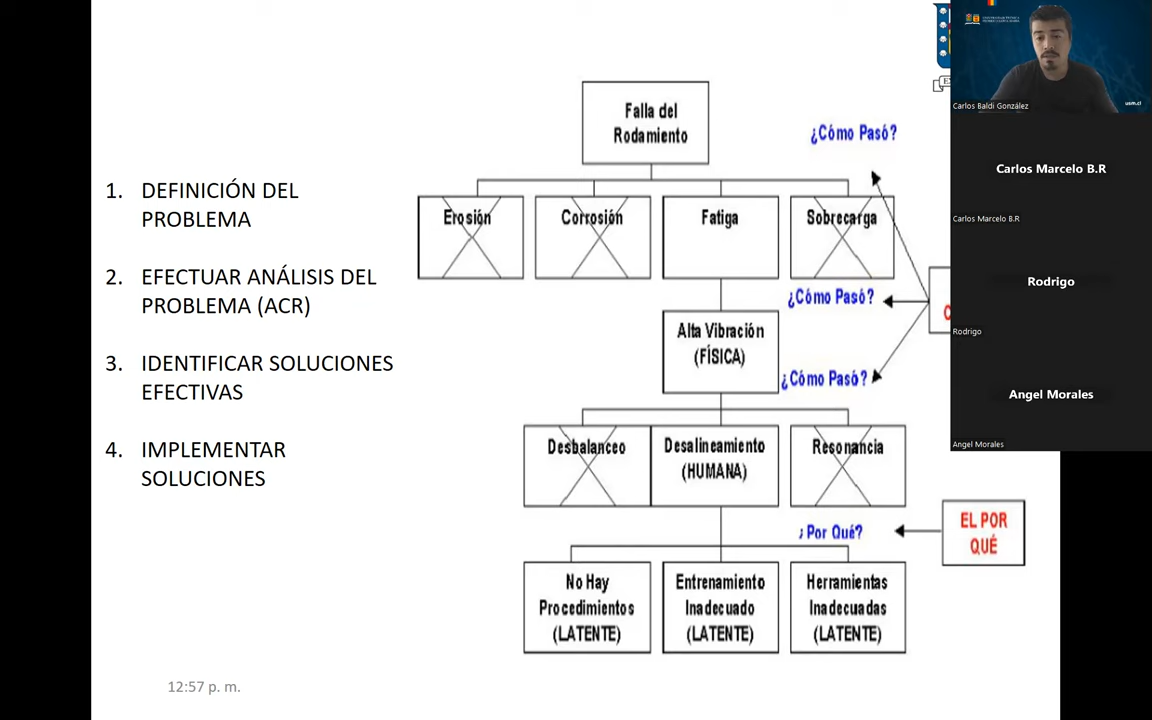 1. DEFINICIÓN DEL
PROBLEMA
2. EFECTUAR ANÁLISIS DEL
PROBLEMA (ACR)
3. IDENTIFICAR SOLUCIONES
EFECTIVAS
4. IMPLEMENTAR
SOLUCIONES
12:57 p. m.
Falla del
Rodamiento
¿Cómo Pasó?
Erosión
Corrosión
Fatiga
Sobrecarga
¿Cómo Pasó?
Alta Vibración
(FÍSICA)
¿Cómo Pasó?
Desbalanceo
Desalineamiento
(HUMANA)
Resonancia
¿Por Qué?
EL POR
QUÉ
No Hay
Procedimientos
(LATENTE)
Entrenamiento
Inadecuado
(LATENTE)
Herramientas
Inadecuadas
(LATENTE)
usm.cl
Carlos Baldi González
Carlos Marcelo B.R
Carlos Marcelo B.R
Rodrigo
Rodrigo
Angel Morales
Angel Morales